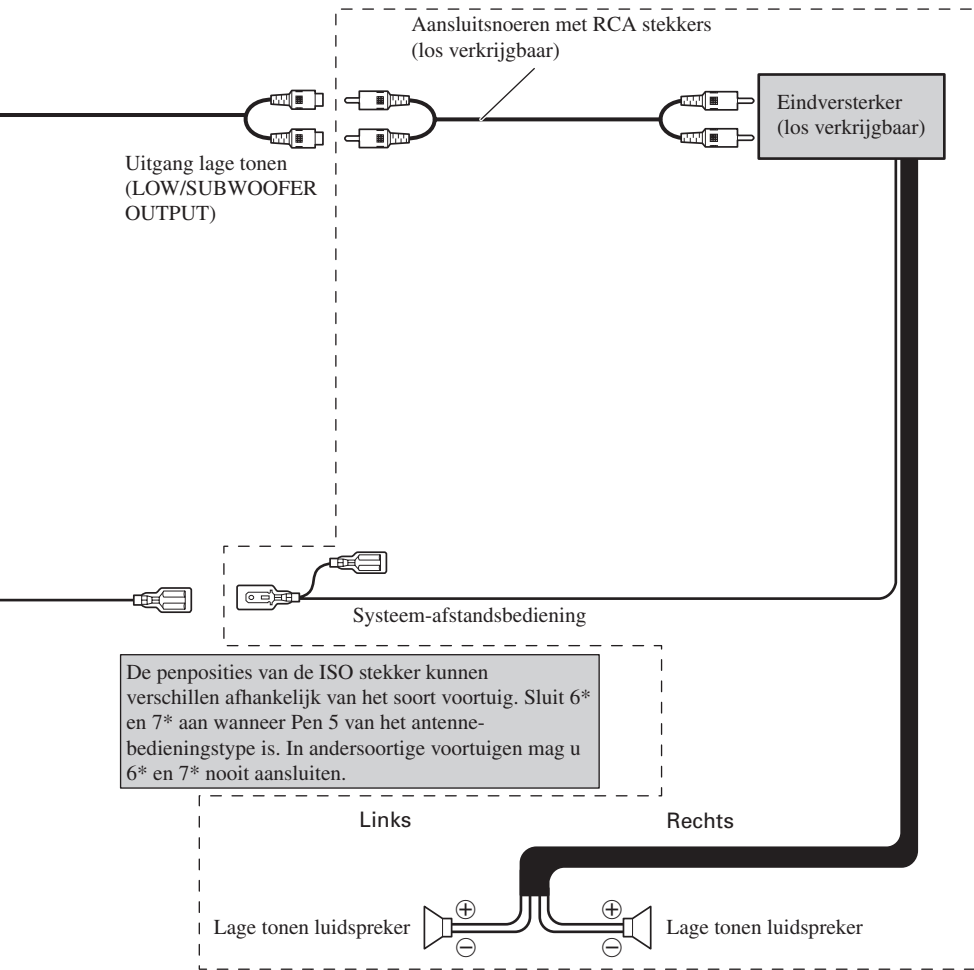 Aansluitsnoeren met RCA stekkers
(los verkrijgbaar)
Eindversterker
(los verkrijgbaar)
Uitgang lage tonen
(LOW/SUBWOOFER
OUTPUT)
Systeem-afstandsbediening
De penposities van de ISO stekker kunnen
verschillen afhankelijk van het soort voortuig. Sluit 6*
en 7* aan wanneer Pen 5 van het antenne-
bedieningstype is. In andersoortige voortuigen mag u
6* en 7* nooit aansluiten.
Links
Rechts
Lage tonen luidspreker
+
−
+
−
Lage tonen luidspreker